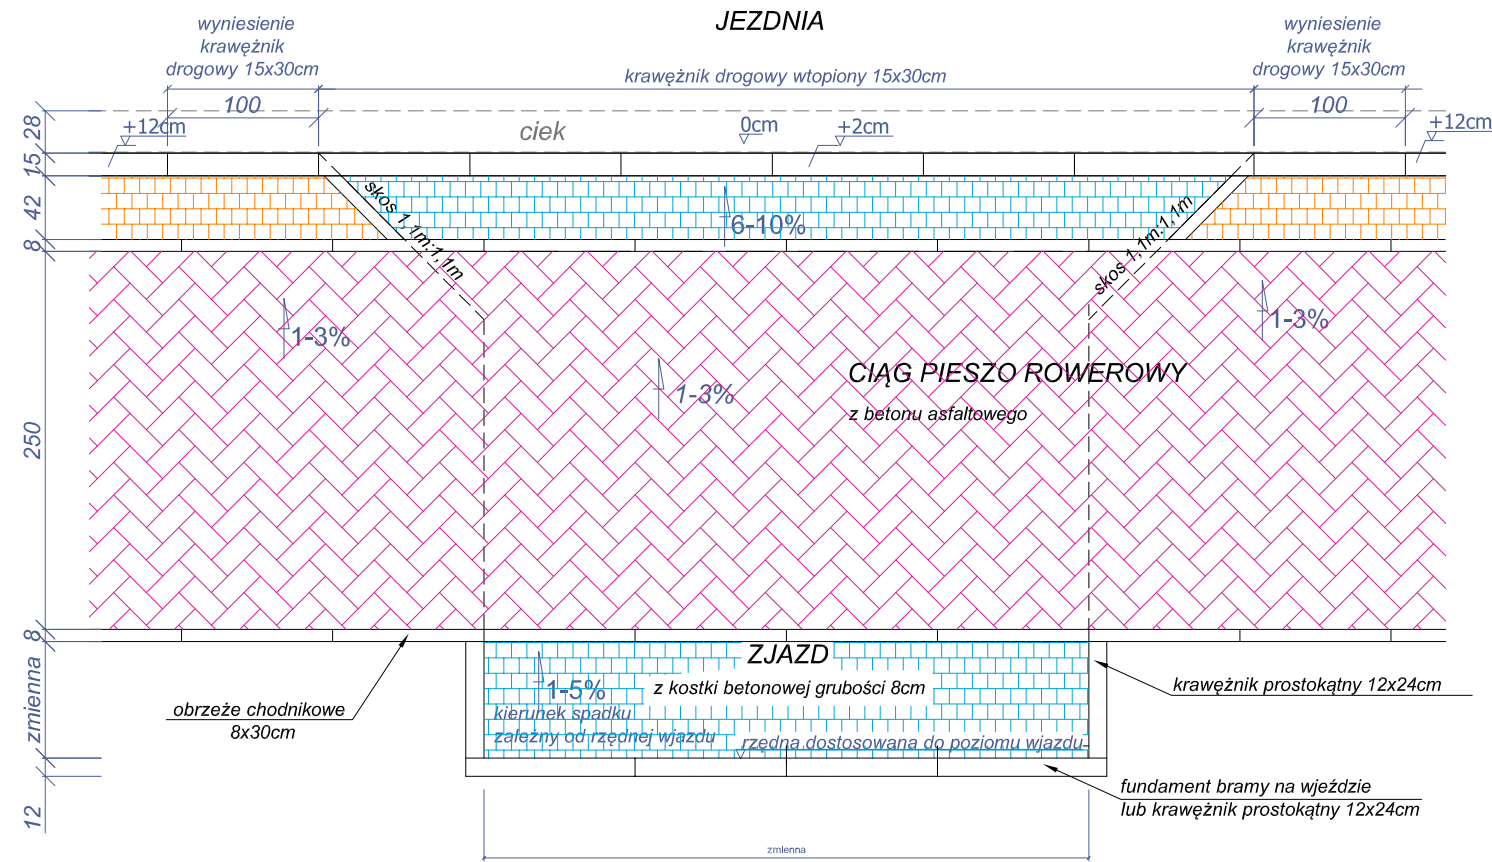 JEZDNIA
wyniesienie
krawężnik
drogowy 15x30cm
krawężnik drogowy wtopiony 15x30cm
wyniesienie
krawężnik
drogowy 15x30cm
100
100
28
+12cm
ciek
0cm
+2cm
+12cm
15
42
skos 1,1m:1,1m
6-10%
skos 1,1m:1,1m
8
1-3%
1-3%
1-3%
CIĄG PIESZO ROWEROWY
z betonu asfaltowego
250
8
ZJAZD
z kostki betonowej grubości 8cm
1-5%
kierunek spadku
zależny od rzędnej wjazdu
rzędna dostosowana do poziomu wjazdu
krawężnik prostokątny 12x24cm
obrzeże chodnikowe
8x30cm
zmienna
12
fundament bramy na wjeździe
lub krawężnik prostokątny 12x24cm
zmienna